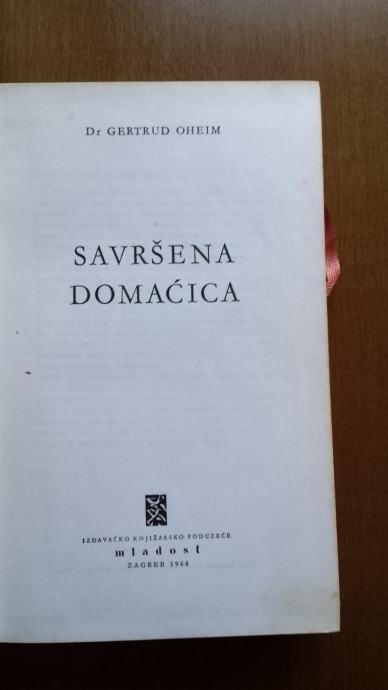 Dr GERTRUD OHEIM
SAVRŠENA
DOMAĆICA
IZDAVAČKO KNJIŽARSKO PODUZEĆE
mladost
ZAGREB 1964